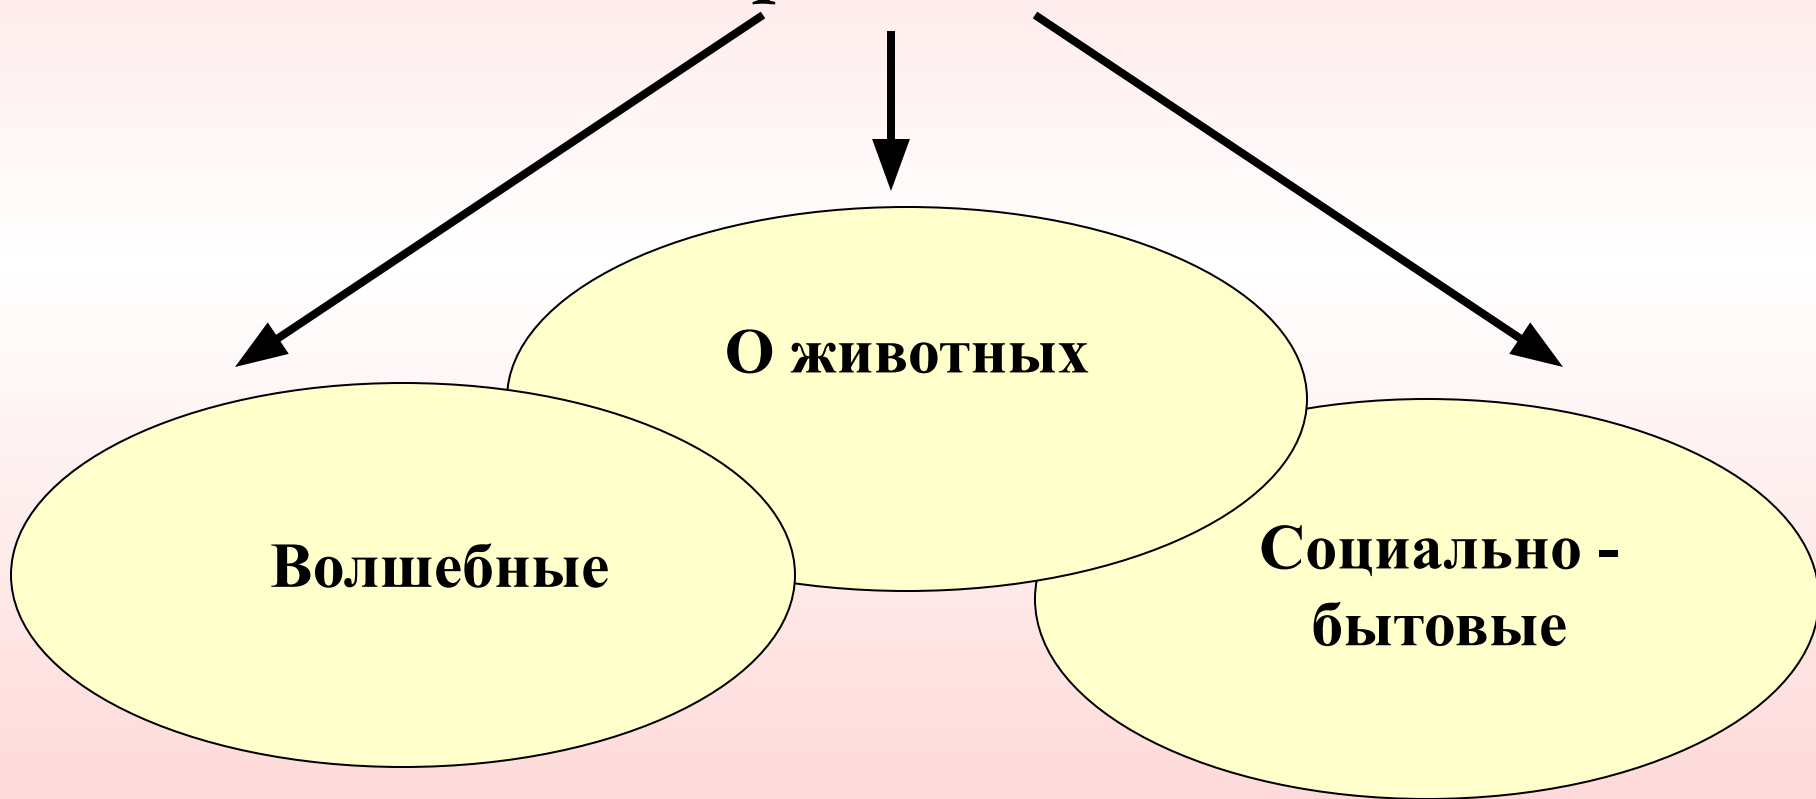 О животных
Волшебные
Социально -
бытовые